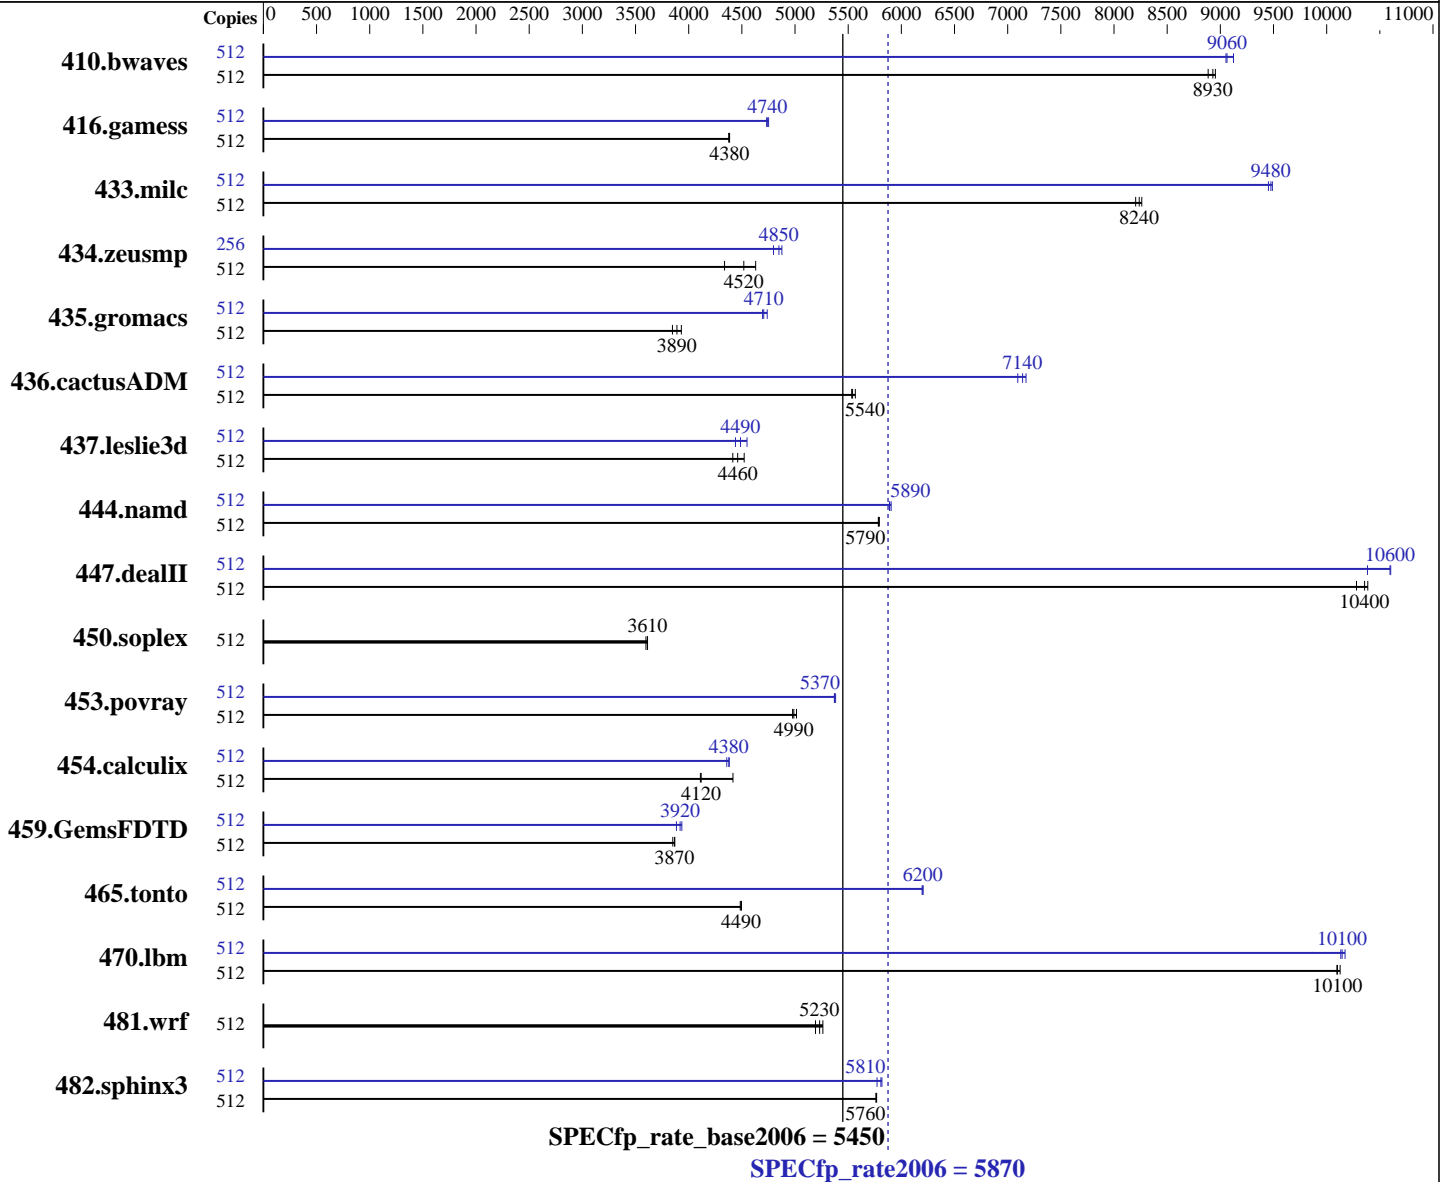 Copies 0 500 1000 1500 2000 2500 3000 3500 4000 4500 5000 5500 6000 6500 7000 7500 8000 8500 9000 9500 10000 11000
410.bwaves 512 9060
512 8930
416.gamess 512 4740
512 4380
433.milc 512 9480
512 8240
434.zeusmp 256 4850
512 4520
435.gromacs 512 4710
512 3890
436.cactusADM 512 7140
512 5540
437.leslie3d 512 4490
512 4460
444.namd 512 5890
512 5790
447.dealII 512 10600
512 10400
450.soplex 512 3610
453.povray 512 5370
512 4990
454.calculix 512 4380
512 4120
459.GemsFDTD 512 3920
512 3870
465.tonto 512 6200
512 4490
470.lbm 512 10100
512 10100
481.wrf 512 5230
482.sphinx3 512 5810
512 5760
SPECfp_rate_base2006 = 5450
SPECfp_rate2006 = 5870